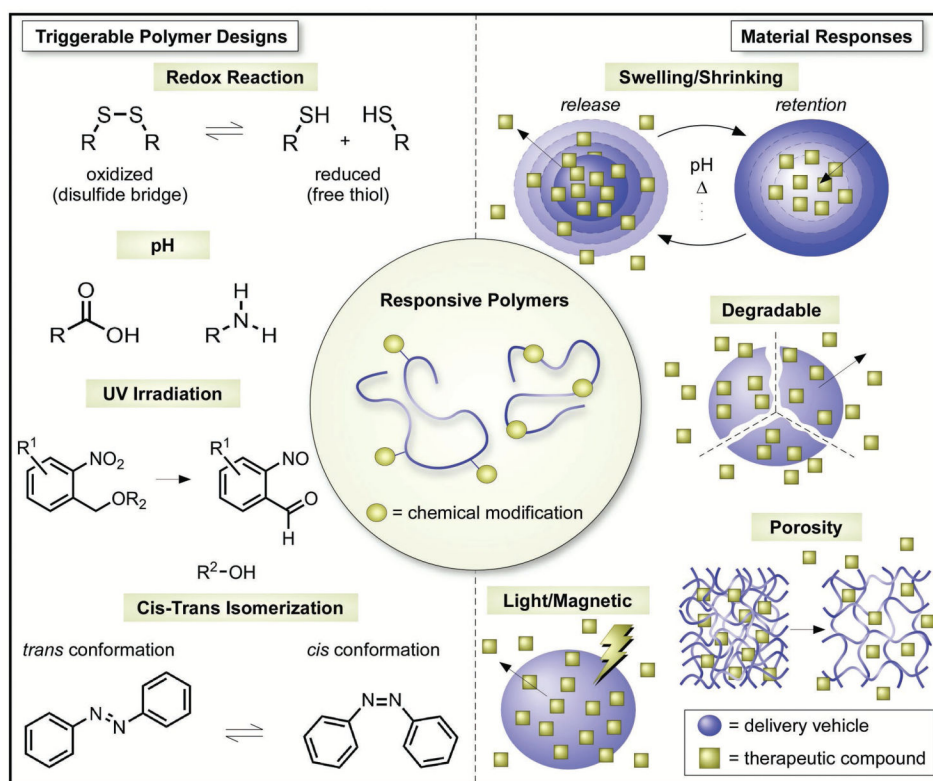 Triggerable Polymer Designs
Redox Reaction
S–S
R R
⇌
SH HS
R + R
oxidized
(disulfide bridge)
reduced
(free thiol)
pH
O
R OH
H
N
R H
UV Irradiation
R¹
NO₂
OR₂
R¹
NO
O
H
R²–OH
Cis-Trans Isomerization
trans conformation
cis conformation
N=N
N=N
Responsive Polymers
= chemical modification
Material Responses
Swelling/Shrinking
release
retention
pH
Δ
⋮
Degradable
Porosity
Light/Magnetic
= delivery vehicle
= therapeutic compound